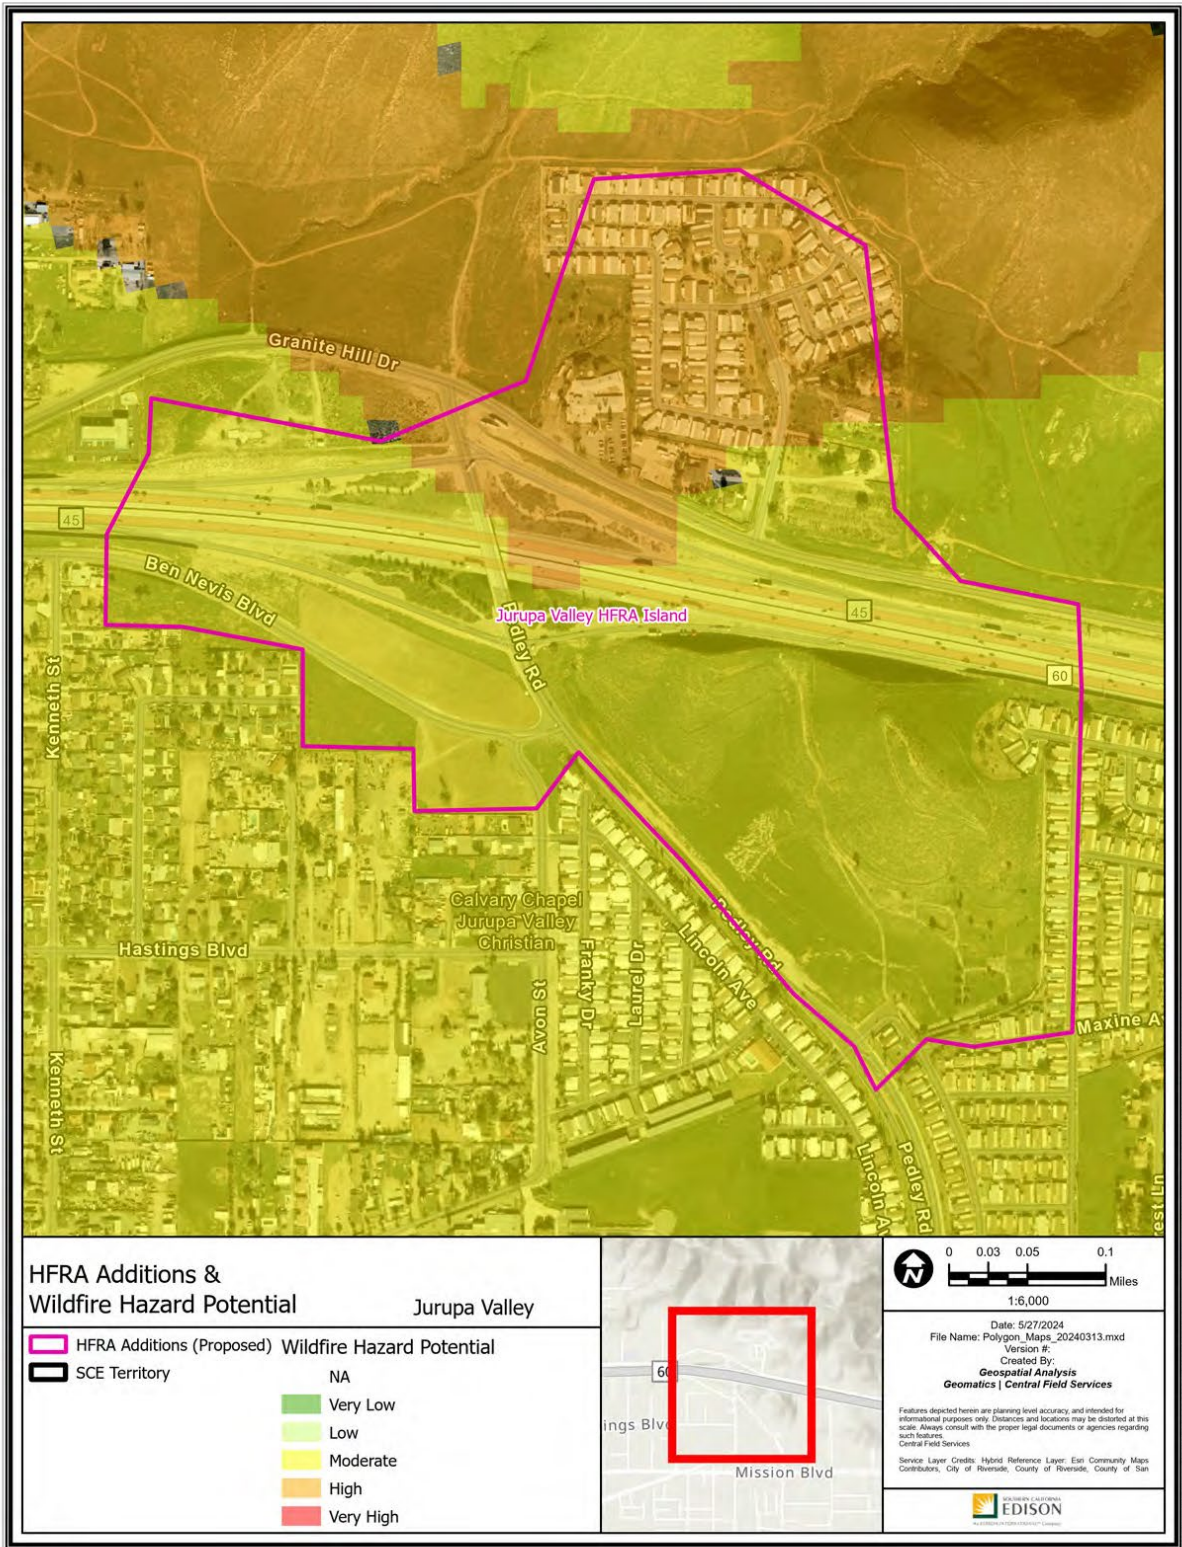 Granite Hill Dr
45
Ben Nevis Blvd
Pedley Rd
Jurupa Valley HFRA Island
45
60
Kenneth St
Calvary Chapel
Jurupa Valley
Christian
Hastings Blvd
Avon St
Franky Dr
Laurel Dr
Lincoln Ave
Pedley Rd
Maxine A
Kenneth St
Lincoln Av
Pedley Rd
est Ln
HFRA Additions &
Wildfire Hazard Potential
Jurupa Valley
HFRA Additions (Proposed)
SCE Territory
Wildfire Hazard Potential
NA
Very Low
Low
Moderate
High
Very High
60
ings Blv
Mission Blvd
N
0 0.03 0.05 0.1
Miles
1:6,000
Date: 5/27/2024
File Name: Polygon_Maps_20240313.mxd
Version #:
Created By:
Geospatial Analysis
Geomatics | Central Field Services
Features depicted herein are planning level accuracy, and intended for
informational purposes only. Distances and locations may be distorted at this
scale. Always consult with the proper legal documents or agencies regarding
such features.
Central Field Services
Service Layer Credits: Hybrid Reference Layer: Esri Community Maps
Contributors, City of Riverside, County of Riverside, County of San
SOUTHERN CALIFORNIA
EDISON